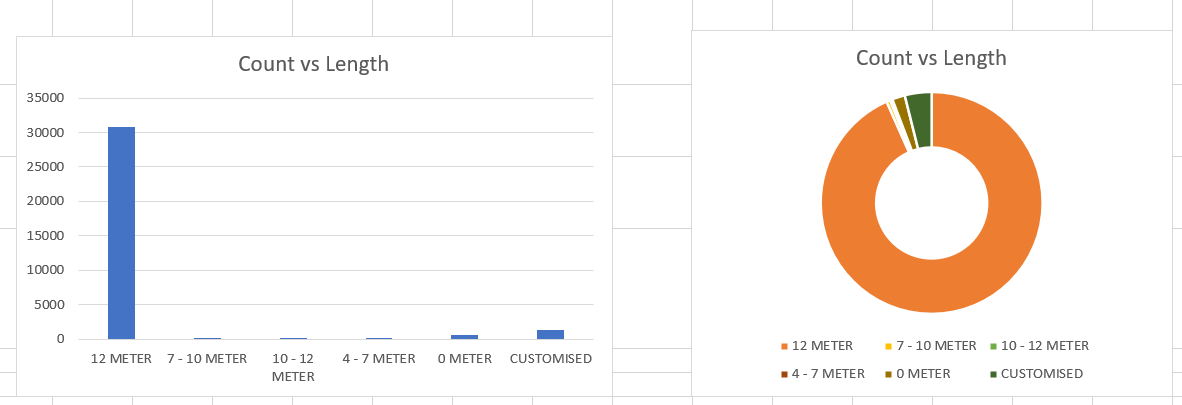 Count vs Length
35000
30000
25000
20000
15000
10000
5000
0
12 METER 7 - 10 METER 10 - 12 METER 4 - 7 METER 0 METER CUSTOMISED
Count vs Length
12 METER 7 - 10 METER 10 - 12 METER
4 - 7 METER 0 METER CUSTOMISED